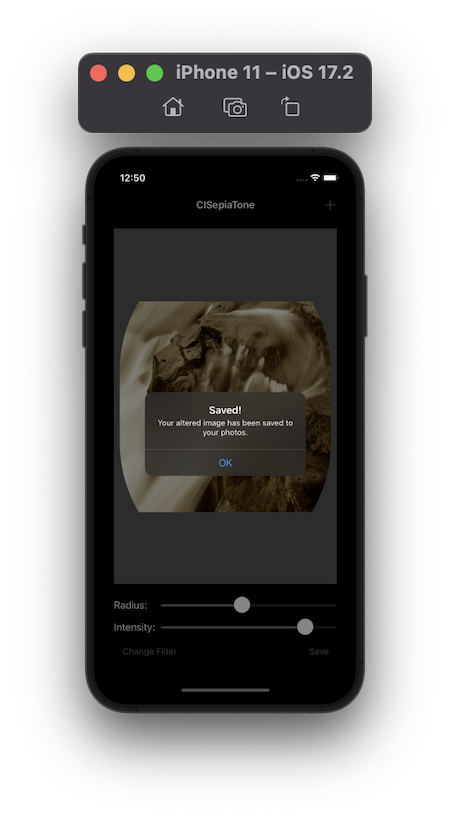 iPhone 11 – iOS 17.2
12:50
CISepiaTone
Saved!
Your altered image has been saved to
your photos.
OK
Radius:
Intensity:
Change Filter
Save